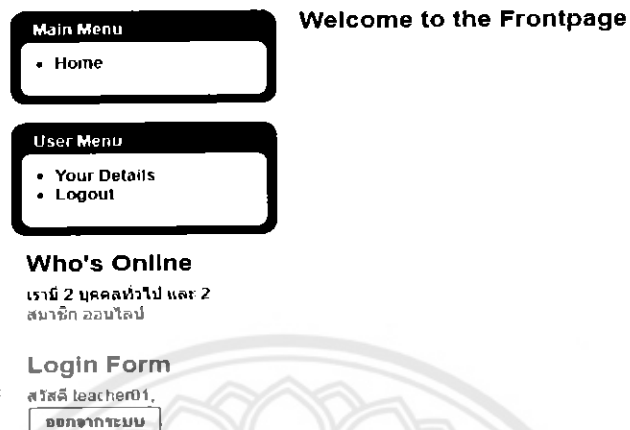 Main Menu
Welcome to the Frontpage
Home
User Menu
Your Details
Logout
Who's Online
เรามี 2 บุคคลทั่วไป และ 2
สมาชิก ออนไลน์
Login Form
สวัสดี teacher01,
ออกจากระบบ